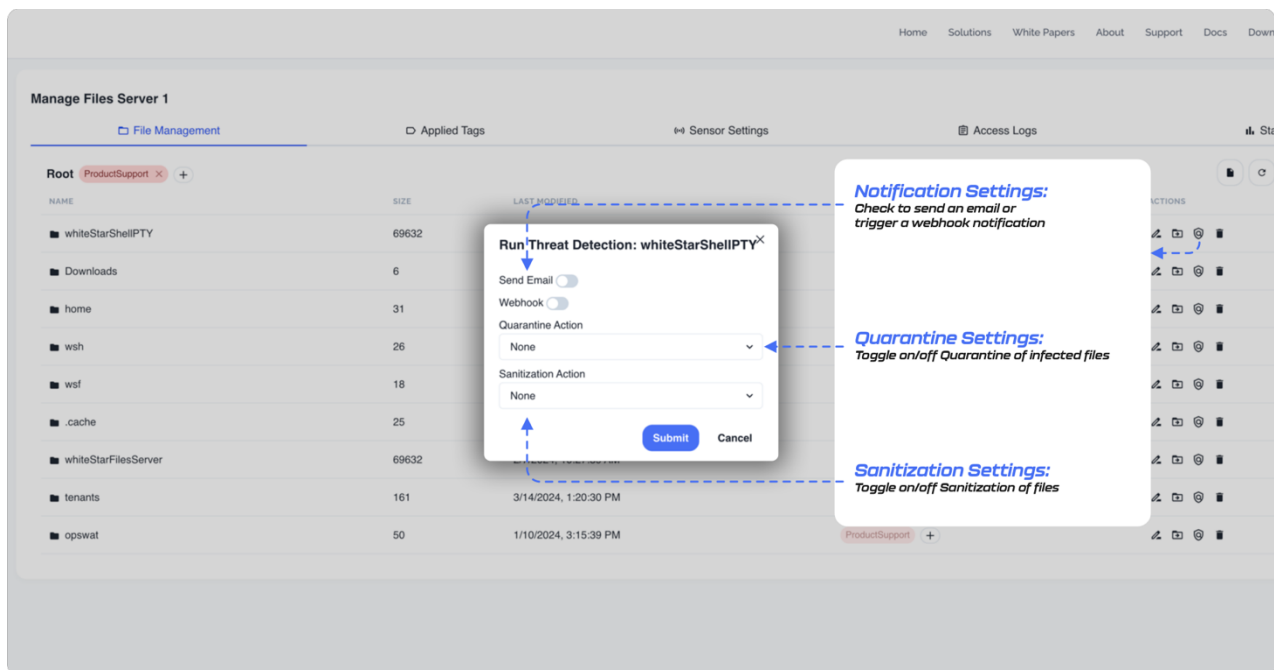 Home Solutions White Papers About Support Docs Down
Manage Files Server 1
File Management Applied Tags Sensor Settings Access Logs Sta
Root ProductSupport × +
NAME SIZE LAST MODIFIED ACTIONS
whiteStarShellPTY 69632
Downloads 6
home 31
wsh 26
wsf 18
.cache 25
whiteStarFilesServer 69632
tenants 161 3/14/2024, 1:20:30 PM
opswat 50 1/10/2024, 3:15:39 PM ProductSupport +
Run Threat Detection: whiteStarShellPTY ×
Send Email
Webhook
Quarantine Action
None
Sanitization Action
None
Submit Cancel
Notification Settings:
Check to send an email or
trigger a webhook notification
Quarantine Settings:
Toggle on/off Quarantine of infected files
Sanitization Settings:
Toggle on/off Sanitization of files